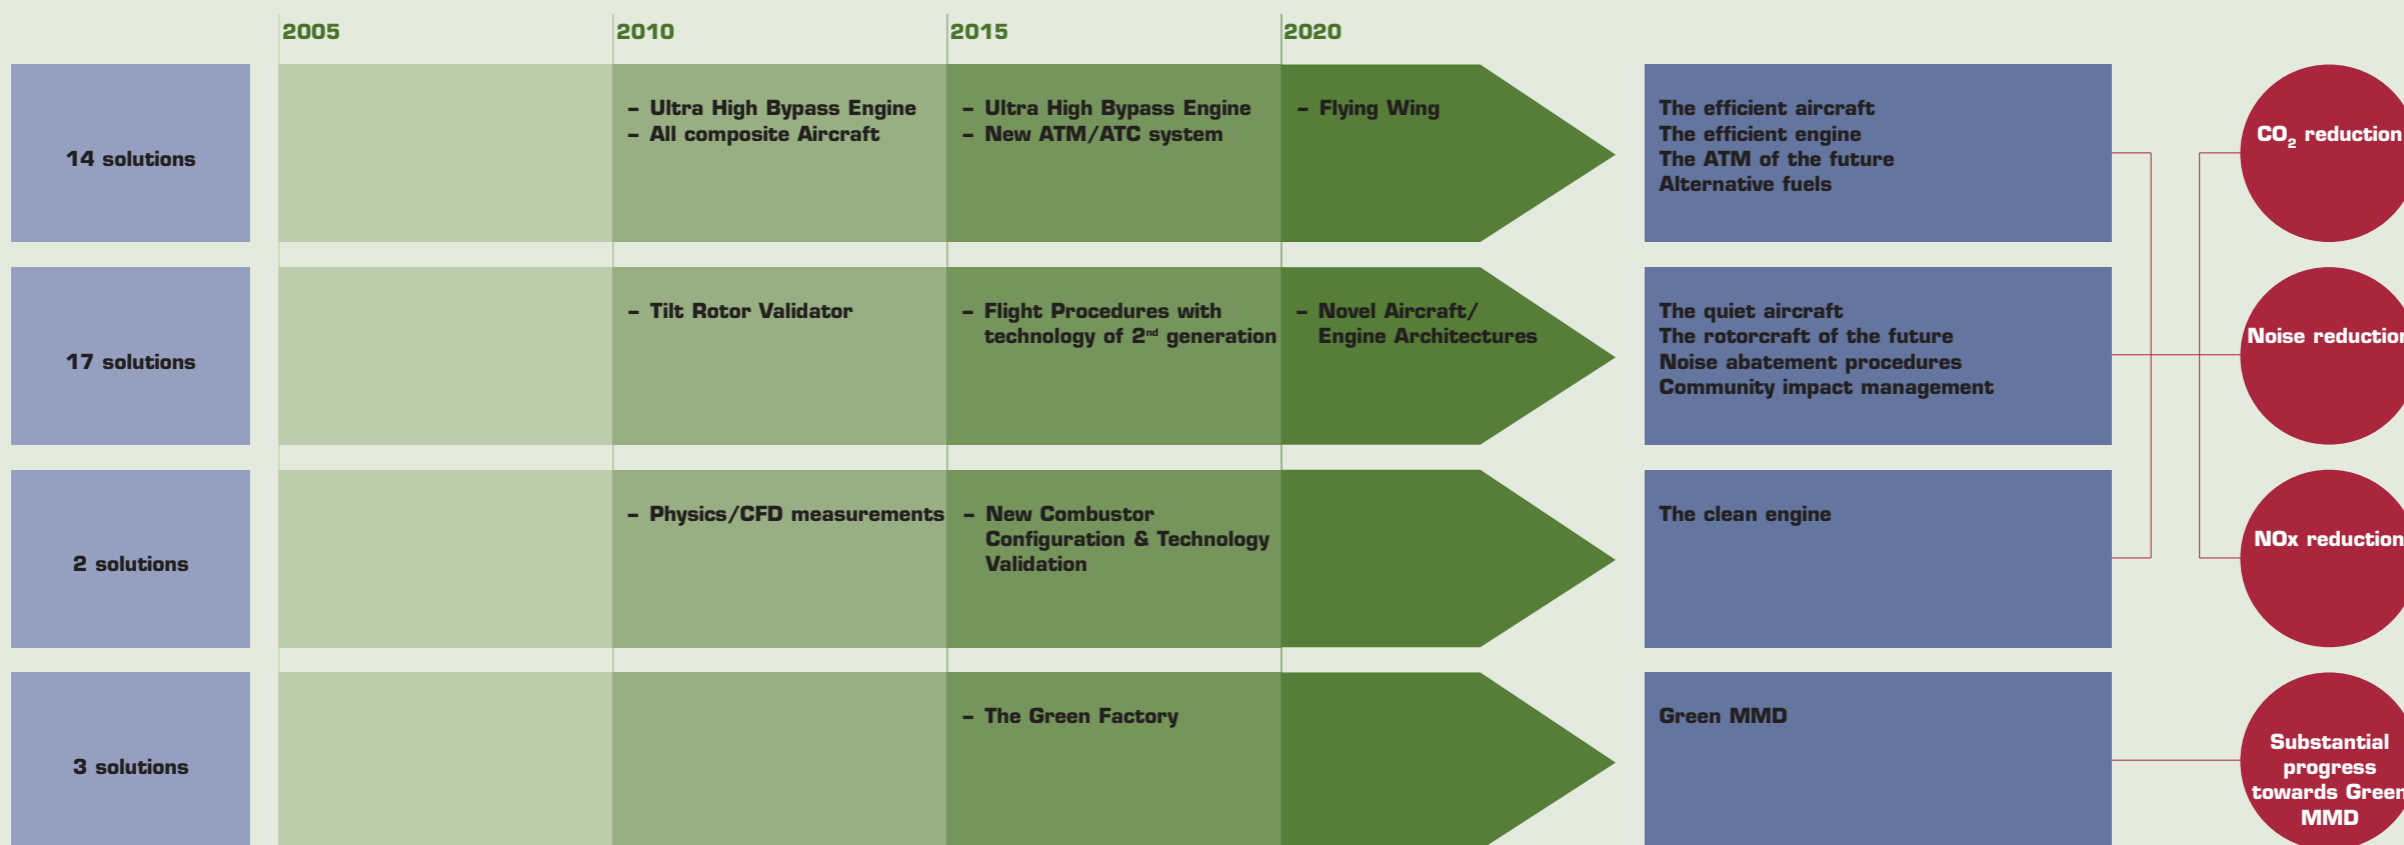 2005
2010
2015
2020
14 solutions
– Ultra High Bypass Engine
– All composite Aircraft
– Ultra High Bypass Engine
– New ATM/ATC system
– Flying Wing
The efficient aircraft
The efficient engine
The ATM of the future
Alternative fuels
CO₂ reduction
17 solutions
– Tilt Rotor Validator
– Flight Procedures with
technology of 2ⁿᵈ generation
– Novel Aircraft/
Engine Architectures
The quiet aircraft
The rotorcraft of the future
Noise abatement procedures
Community impact management
Noise reduction
2 solutions
– Physics/CFD measurements
– New Combustor
Configuration & Technology
Validation
The clean engine
NOx reduction
3 solutions
– The Green Factory
Green MMD
Substantial
progress
towards Green
MMD